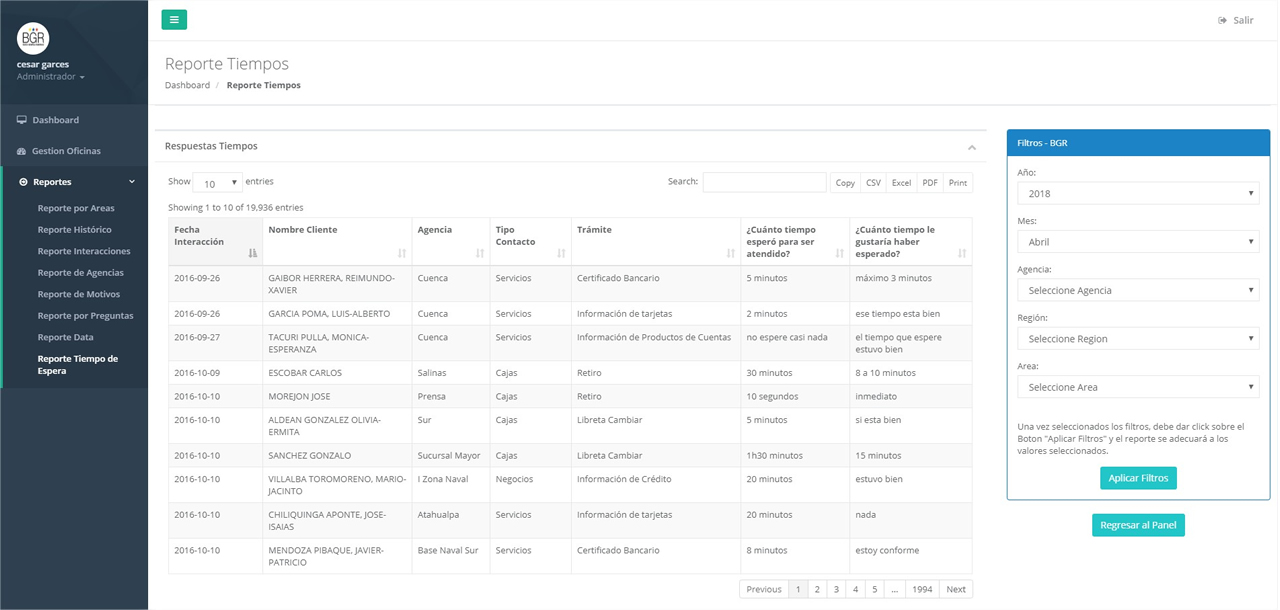 BGR
cesar garces
Administrador
Dashboard
Gestion Oficinas
Reportes
Reporte por Areas
Reporte Histórico
Reporte Interacciones
Reporte de Agencias
Reporte de Motivos
Reporte por Preguntas
Reporte Data
Reporte Tiempo de
Espera
Salir
Reporte Tiempos
Dashboard / Reporte Tiempos
Respuestas Tiempos
Show 10 entries
Search: Copy CSV Excel PDF Print
Showing 1 to 10 of 19,936 entries
Fecha Interacción Nombre Cliente Agencia Tipo Contacto Trámite ¿Cuánto tiempo esperó para ser atendido? ¿Cuánto tiempo le gustaría haber esperado?
2016-09-26 GAIBOR HERRERA, REIMUNDO-XAVIER Cuenca Servicios Certificado Bancario 5 minutos máximo 3 minutos
2016-09-26 GARCIA POMA, LUIS-ALBERTO Cuenca Servicios Información de tarjetas 2 minutos ese tiempo esta bien
2016-09-27 TACURI PULLA, MONICA-ESPERANZA Cuenca Servicios Información de Productos de Cuentas no espere casi nada el tiempo que espere estuvo bien
2016-10-09 ESCOBAR CARLOS Salinas Cajas Retiro 30 minutos 8 a 10 minutos
2016-10-10 MOREJON JOSE Prensa Cajas Retiro 10 segundos inmediato
2016-10-10 ALDEAN GONZALEZ OLIVIA-ERMITA Sur Cajas Libreta Cambiar 5 minutos si esta bien
2016-10-10 SANCHEZ GONZALO Sucursal Mayor Cajas Libreta Cambiar 1h30 minutos 15 minutos
2016-10-10 VILLALBA TOROMORENO, MARIO-JACINTO I Zona Naval Negocios Información de Crédito 20 minutos estuvo bien
2016-10-10 CHILIQUINGA APONTE, JOSE-ISAIAS Atahualpa Servicios Información de tarjetas 20 minutos nada
2016-10-10 MENDOZA PIBAQUE, JAVIER-PATRICIO Base Naval Sur Servicios Certificado Bancario 8 minutos estoy conforme
Previous 1 2 3 4 5 ... 1994 Next
Filtros - BGR
Año:
2018
Mes:
Abril
Agencia:
Seleccione Agencia
Región:
Seleccione Region
Area:
Seleccione Area
Una vez seleccionados los filtros, debe dar click sobre el
Boton "Aplicar Filtros" y el reporte se adecuará a los
valores seleccionados.
Aplicar Filtros
Regresar al Panel